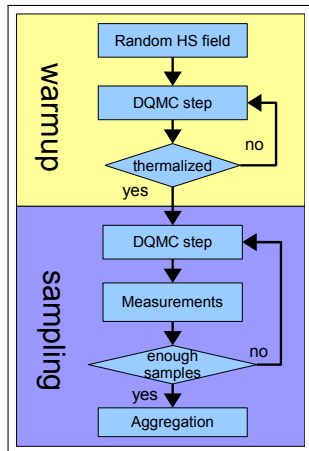 warmup
Random HS field
DQMC step
thermalized
no
yes
sampling
DQMC step
Measurements
enough
samples
no
yes
Aggregation